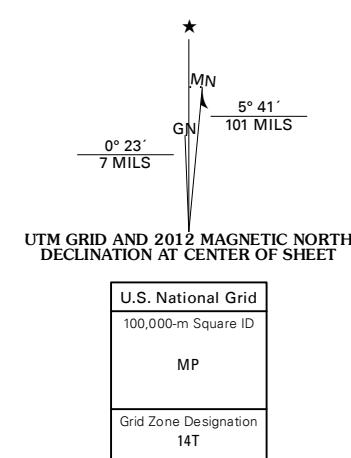 ★
MN
GN
5° 41´
101 MILS
0° 23´
7 MILS
UTM GRID AND 2012 MAGNETIC NORTH
DECLINATION AT CENTER OF SHEET
U.S. National Grid
100,000-m Square ID
MP
Grid Zone Designation
14T